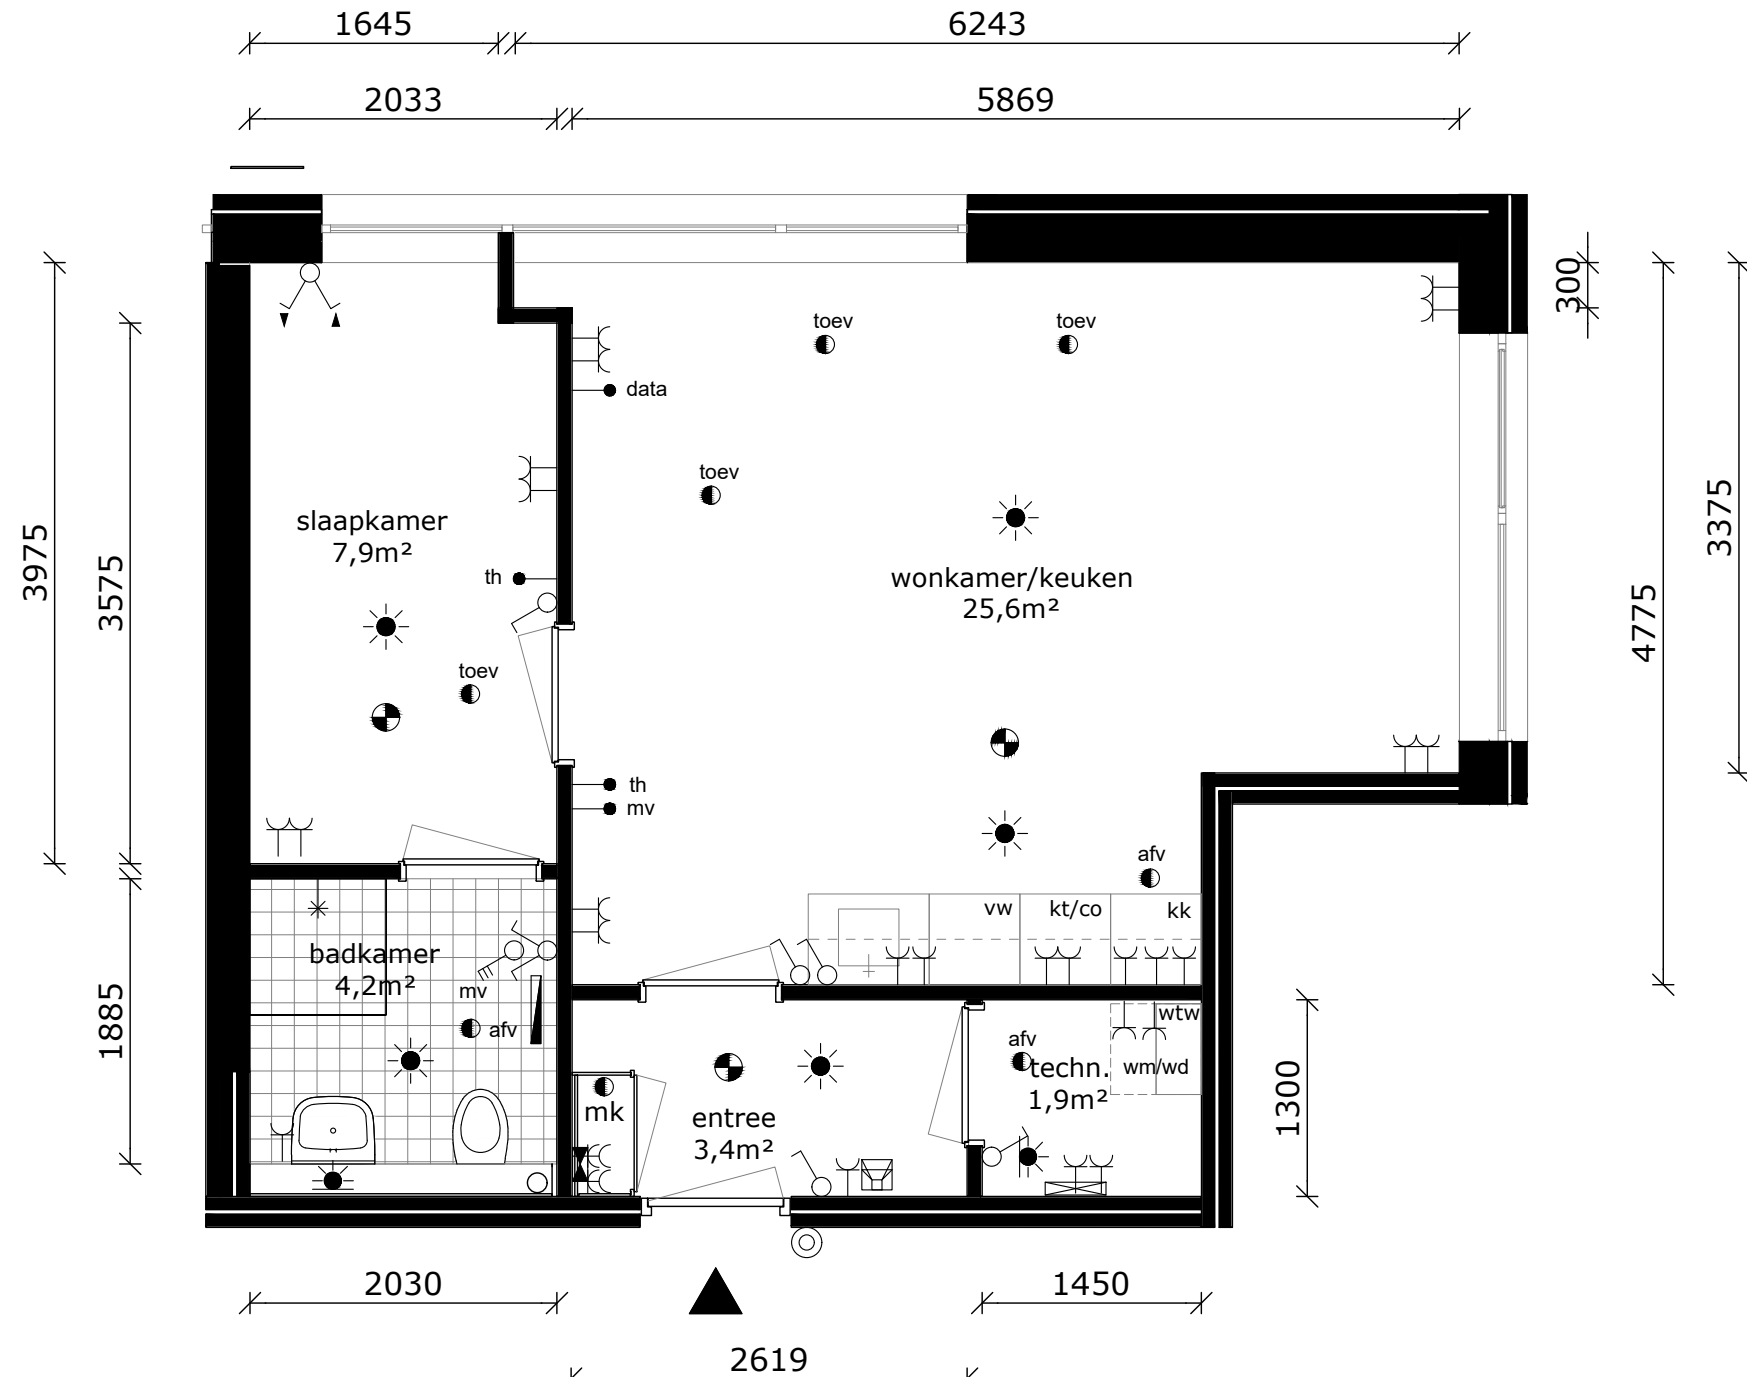 1645
6243
2033
5869
300
toev
toev
data
toev
slaapkamer
7,9m²
3975
3575
3375
th
wonkamer/keuken
25,6m²
4775
toev
th
mv
afv
vw
kt/co
kk
badkamer
4,2m²
mv
afv
1885
wtw
afv
techn.
1,9m²
wm/wd
1300
mk
entree
3,4m²
2030
1450
2619